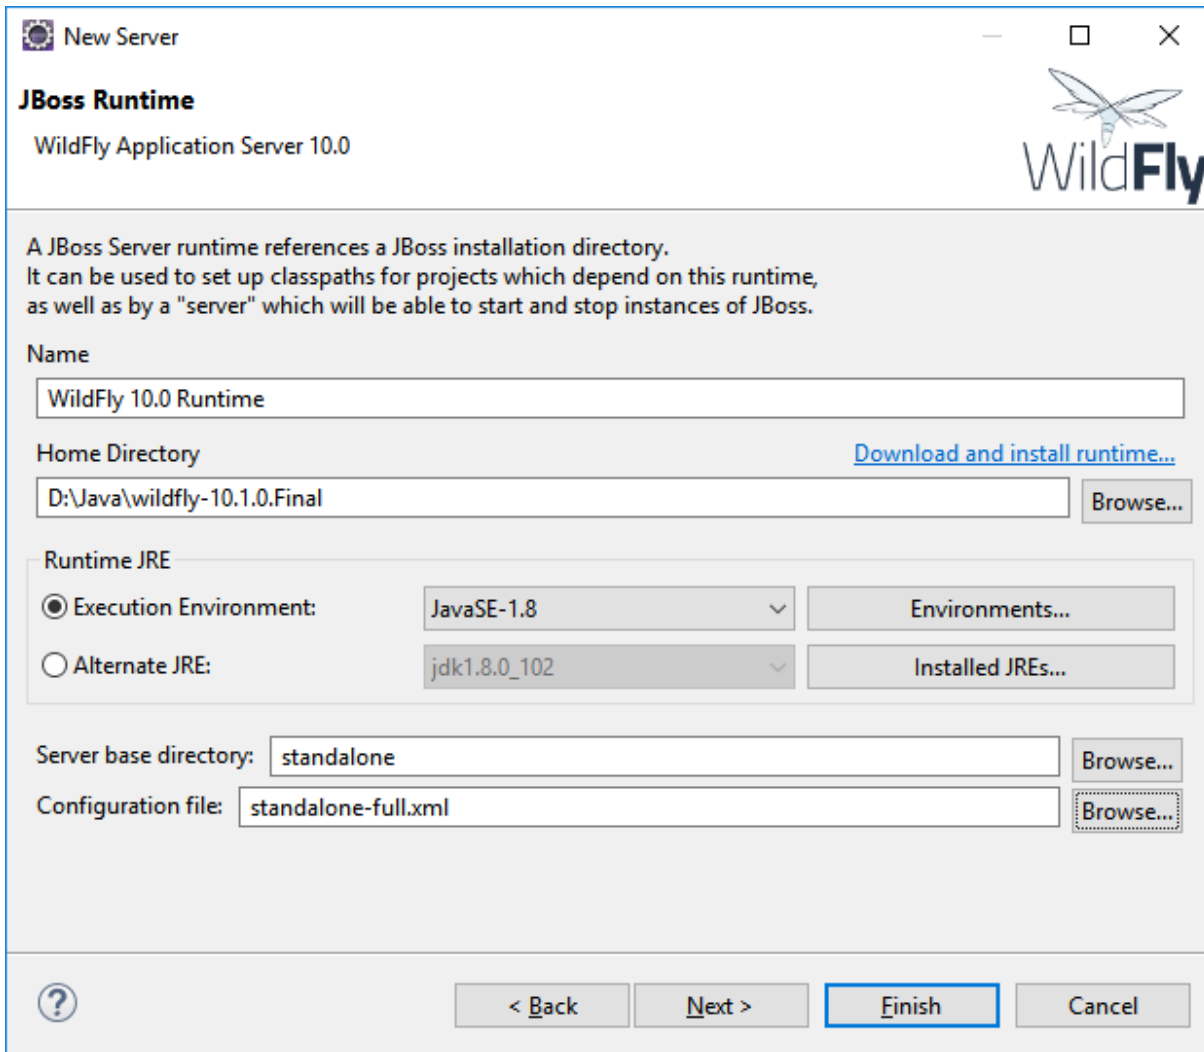 New Server
JBoss Runtime
WildFly Application Server 10.0
WildFly
A JBoss Server runtime references a JBoss installation directory.
It can be used to set up classpaths for projects which depend on this runtime,
as well as by a "server" which will be able to start and stop instances of JBoss.
Name
WildFly 10.0 Runtime
Home Directory Download and install runtime...
D:\Java\wildfly-10.1.0.Final Browse...
Runtime JRE
Execution Environment: JavaSE-1.8 Environments...
Alternate JRE: jdk1.8.0_102 Installed JREs...
Server base directory: standalone Browse...
Configuration file: standalone-full.xml Browse...
? < Back Next > Finish Cancel